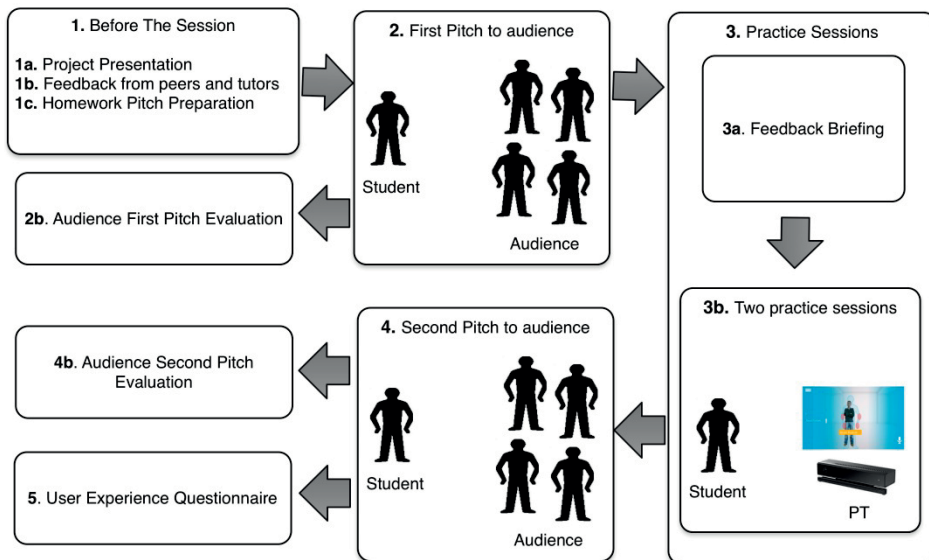 1. Before The Session
1a. Project Presentation
1b. Feedback from peers and tutors
1c. Homework Pitch Preparation
2. First Pitch to audience
Student
Audience
2b. Audience First Pitch Evaluation
3. Practice Sessions
3a. Feedback Briefing
3b. Two practice sessions
Student
PT
4. Second Pitch to audience
Student
Audience
4b. Audience Second Pitch
Evaluation
5. User Experience Questionnaire